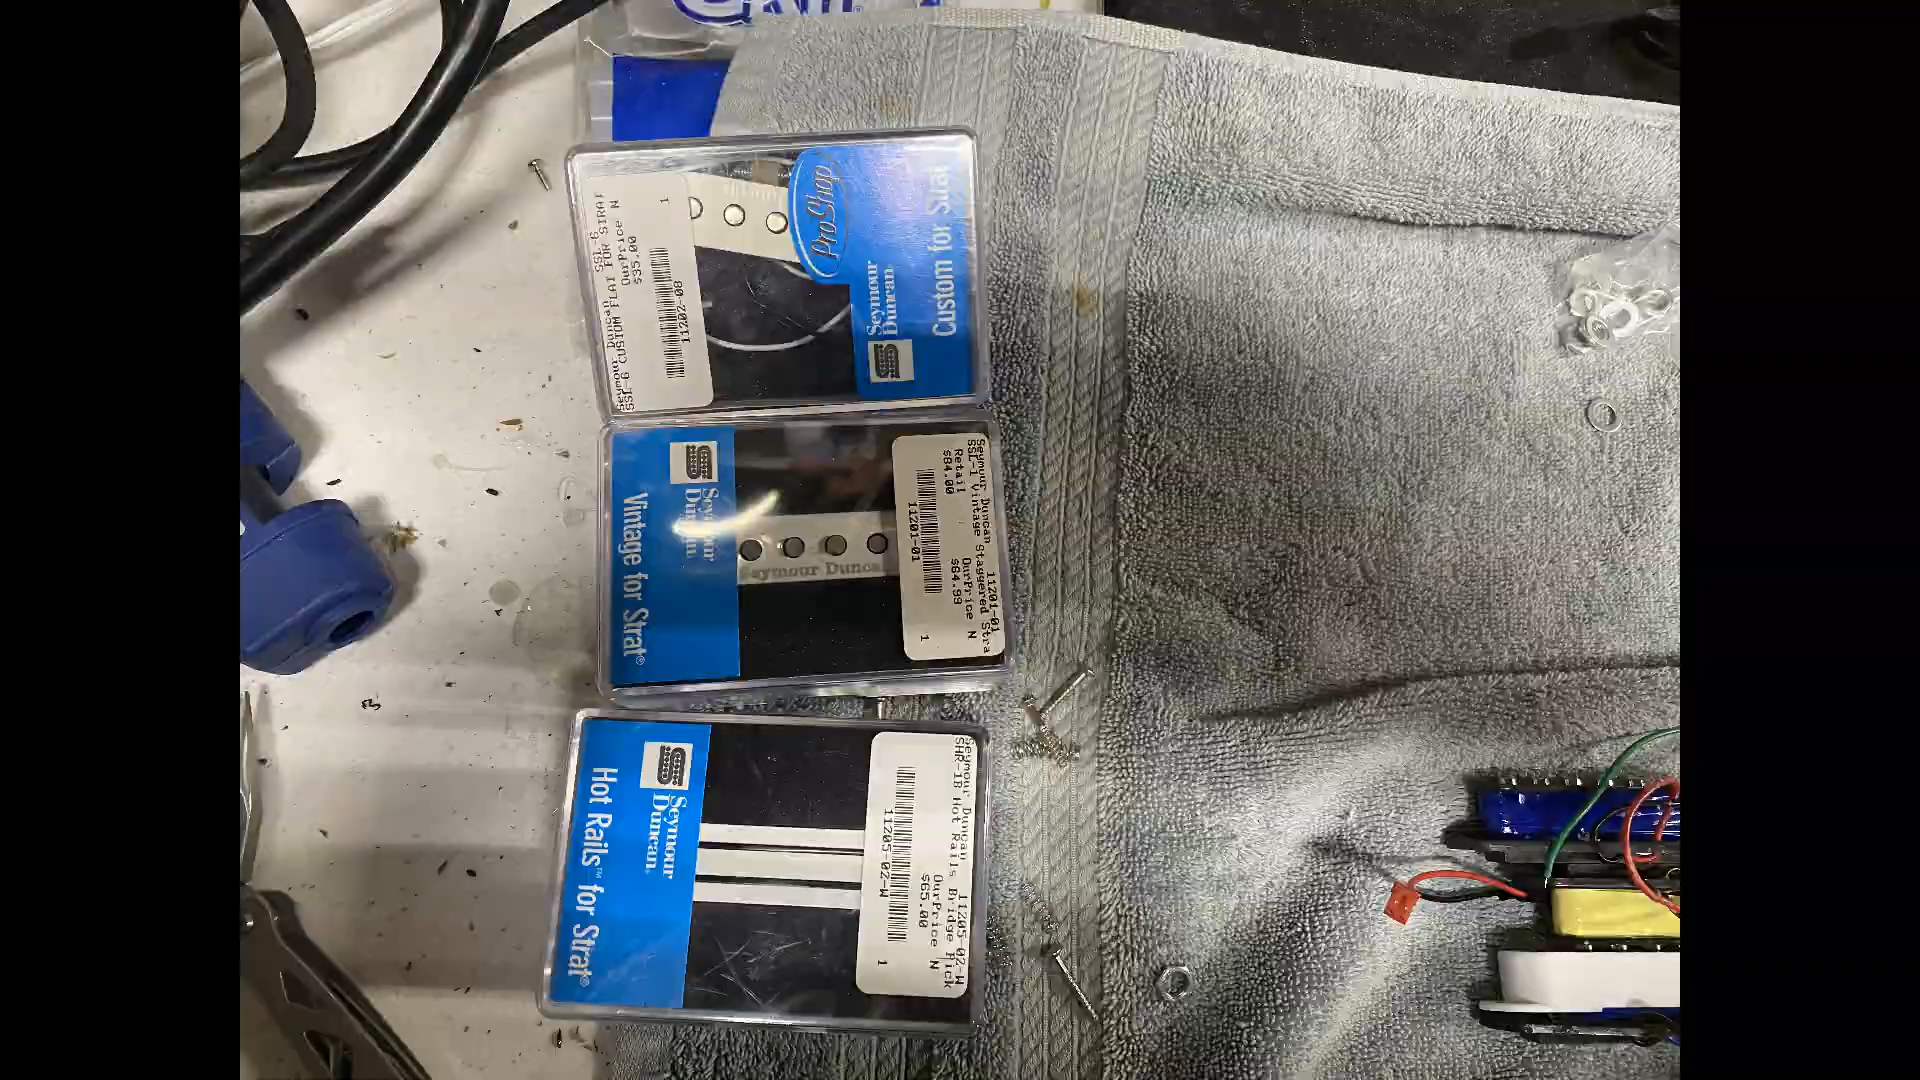 ProShop
Seymour
Duncan
Custom for Strat
Seymour Duncan SSL-6
SSL-6 CUSTOM FLAT FOR STRAT
OurPrice N
$35.00
1
11202-08
Seymour
Duncan
Vintage for Strat®
Seymour Dunca
Seymour Duncan 11201-01
SSL-1 Vintage Staggered Stra
Retail OurPrice N
$84.00 $64.99
11201-01
1
Seymour
Duncan
Hot Rails™ for Strat®
Seymour Duncan 11205-02-W
SHR-1B Hot Rails Bridge Pick
OurPrice N
$65.00
11205-02-W
1